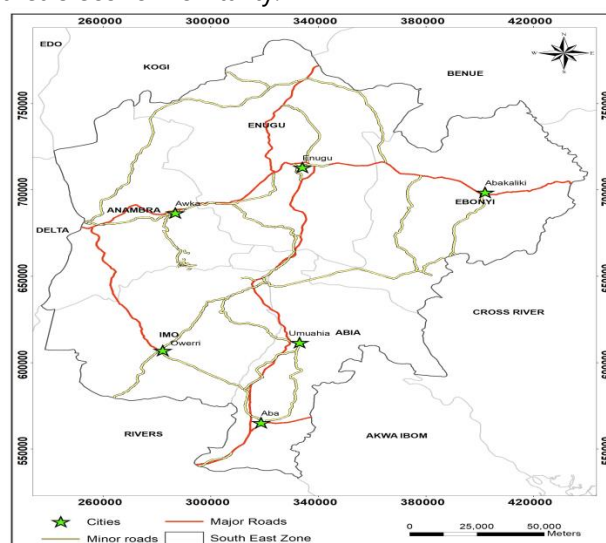 260000 300000 340000 380000 420000
EDO
KOGI
BENUE
N
750000 750000
ENUGU
Enugu
700000 700000
Abakaliki
ANAMBRA
Awka
EBONYI
DELTA
650000 650000
CROSS RIVER
IMO
Umuahia
ABIA
Owerri
600000 600000
Aba
RIVERS
AKWA IBOM
550000 550000
260000 300000 340000 380000 420000
Cities
Major Roads
0 25,000 50,000
Minor roads
South East Zone
Meters